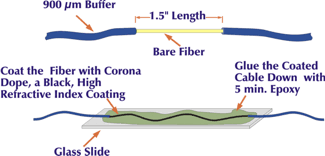 900 µm Buffer
1.5" Length
Bare Fiber
Coat the Fiber with Corona
Dope, a Black, High
Refractive Index Coating
Glue the Coated
Cable Down with
5 min. Epoxy
Glass Slide